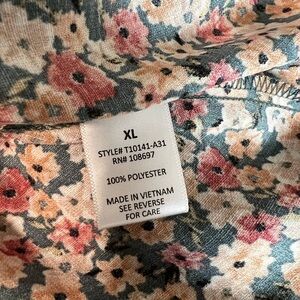 XL
STYLE# T10141-A31
RN# 108697
100% POLYESTER
MADE IN VIETNAM
SEE REVERSE
FOR CARE